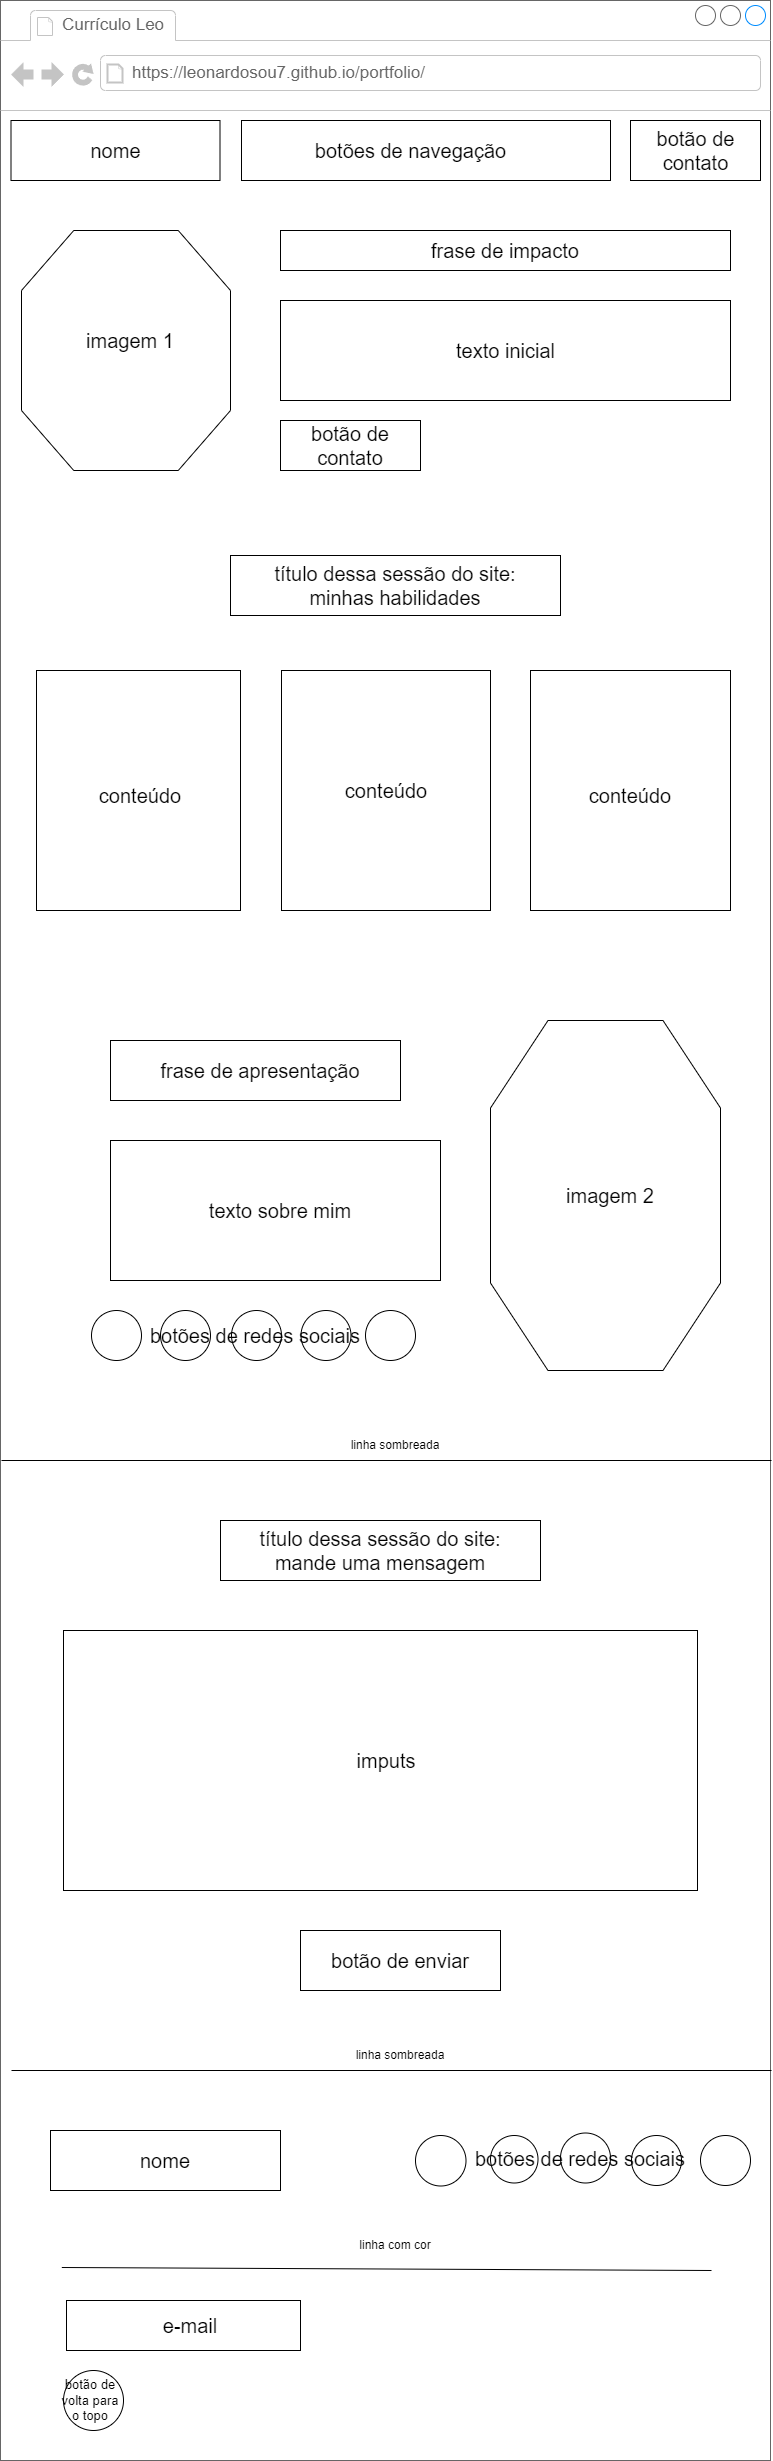 Currículo Leo
https://leonardosou7.github.io/portfolio/
nome
botões de navegação
botão de
contato
imagem 1
frase de impacto
texto inicial
botão de
contato
título dessa sessão do site:
minhas habilidades
conteúdo
conteúdo
conteúdo
frase de apresentação
texto sobre mim
imagem 2
botões de redes sociais
linha sombreada
título dessa sessão do site:
mande uma mensagem
imputs
botão de enviar
linha sombreada
nome
botões de redes sociais
linha com cor
e-mail
botão de
volta para
o topo